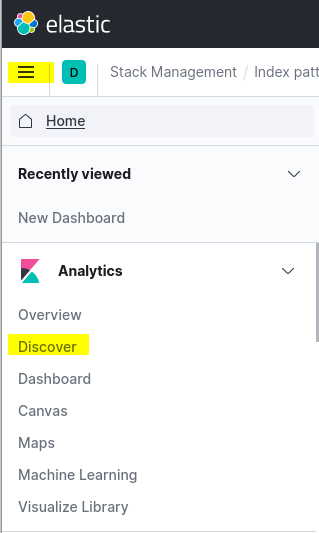 elastic
D Stack Management / Index patt
Home
Recently viewed
New Dashboard
Analytics
Overview
Discover
Dashboard
Canvas
Maps
Machine Learning
Visualize Library